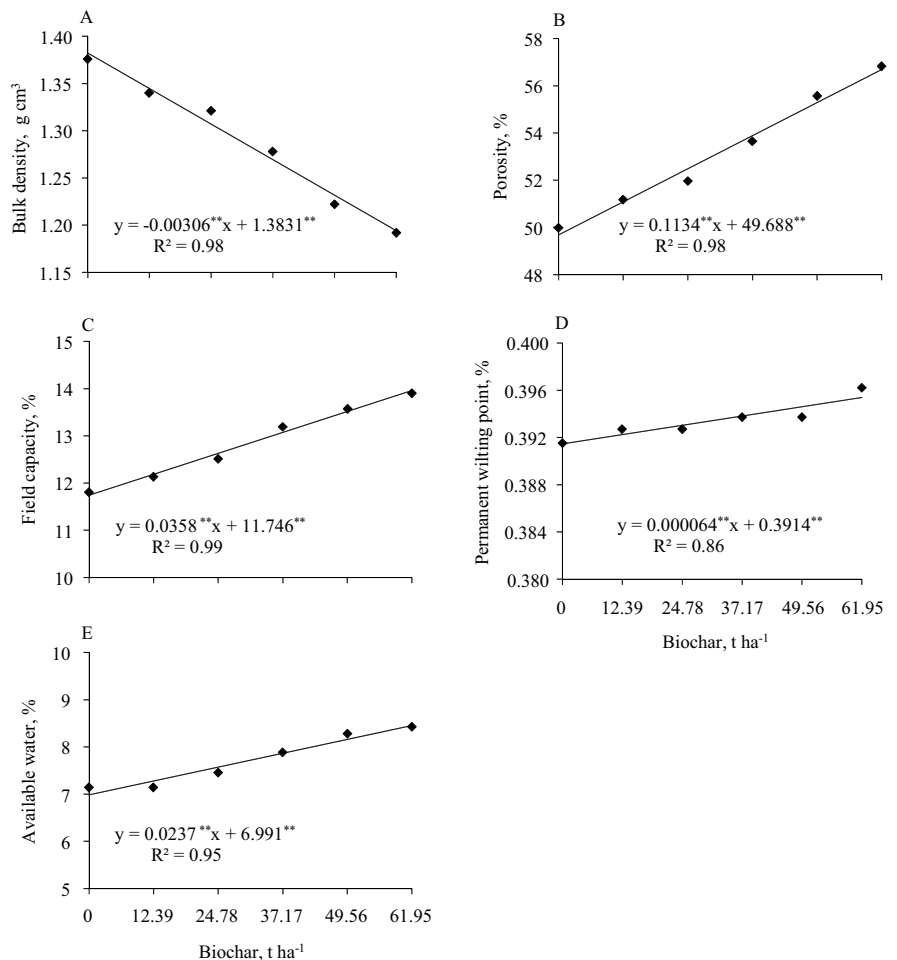 A
1.40
1.35
1.30
1.25
1.20
1.15
Bulk density, g cm³
y = -0.00306**x + 1.3831**
R² = 0.98
B
58
56
54
52
50
48
Porosity, %
y = 0.1134**x + 49.688**
R² = 0.98
C
15
14
13
12
11
10
Field capacity, %
y = 0.0358 **x + 11.746**
R² = 0.99
D
0.400
0.396
0.392
0.388
0.384
0.380
Permanent wilting point, %
y = 0.000064**x + 0.3914**
R² = 0.86
0 12.39 24.78 37.17 49.56 61.95
Biochar, t ha⁻¹
E
10
9
8
7
6
5
Available water, %
y = 0.0237 **x + 6.991**
R² = 0.95
0 12.39 24.78 37.17 49.56 61.95
Biochar, t ha⁻¹